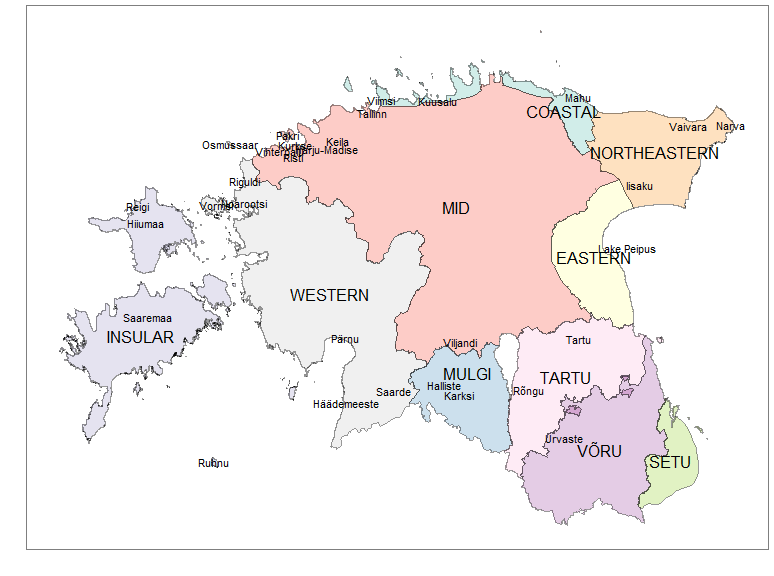 Mahu
Viimsi
Kuusalu
COASTAL
Tallinn
Vaivara
Narva
Pakri
Keila
Osmussaar
Kurkse
Vihterpalu
Harju-Madise
NORTHEASTERN
Risti
Riguldi
Iisaku
Reigi
Vormsi
Noarootsi
MID
Hiiumaa
Lake Peipus
EASTERN
WESTERN
Saaremaa
INSULAR
Pärnu
Viljandi
Tartu
MULGI
TARTU
Halliste
Saarde
Rõngu
Karksi
Häädemeeste
Urvaste
VÕRU
Ruhnu
SETU